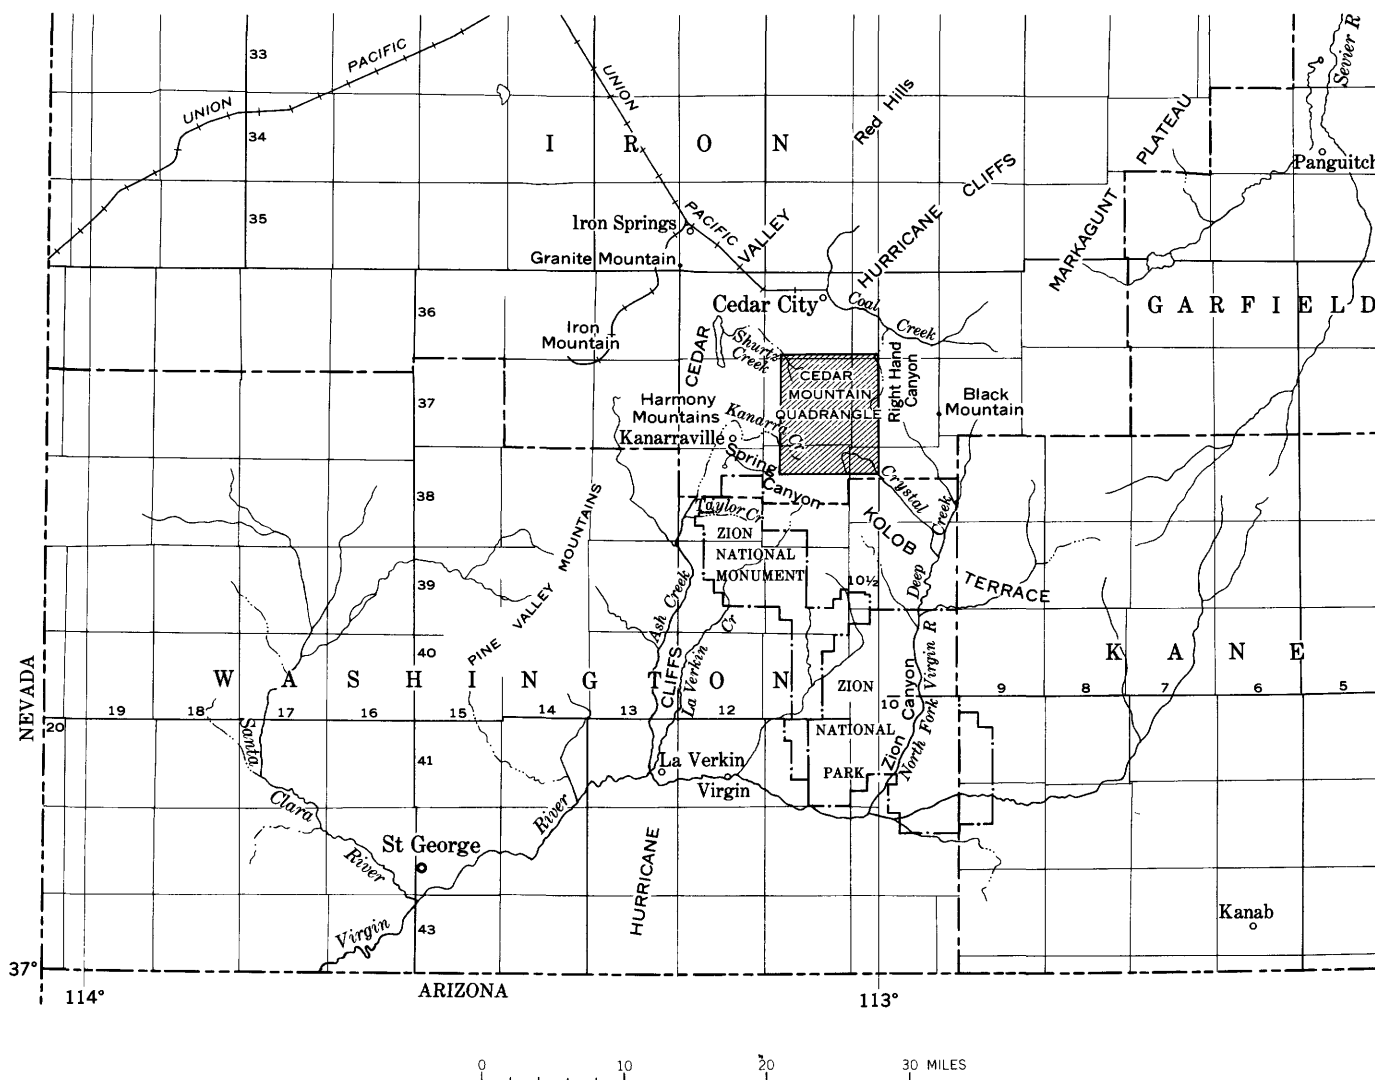 33
UNION PACIFIC
UNION
PACIFIC
Sevier R
34
I R O N
Red Hills
PLATEAU
Panguitch
35
Iron Springs
VALLEY
HURRICANE CLIFFS
MARKAGUNT
Granite Mountain
Cedar City
Coal
Creek
GARFIELD
36
Iron
Mountain
CEDAR
Shurtz
Creek
Right Hand
Canyon
CEDAR
MOUNTAIN
QUADRANGLE
Black
Mountain
37
Harmony
Mountains
Kanarra Cr
Kanarraville
Spring
Canyon
Crystal
Creek
38
Taylor Cr
KOLOB
TERRACE
ZION
NATIONAL
MONUMENT
PINE VALLEY MOUNTAINS
39
10½
Deep
Ash Creek
La Verkin
Cr
40
NEVADA
W A S H I N G T O N
K A N E
CLIFFS
ZION
NATIONAL
PARK
Zion
Canyon
North Fork Virgin R
20
19
18
17
16
15
14
13
12
10
9
8
7
6
5
Santa
Clara
River
41
La Verkin
Virgin
River
St George
HURRICANE
Kanab
Virgin
43
37°
114°
ARIZONA
113°
0 10 20 30 MILES